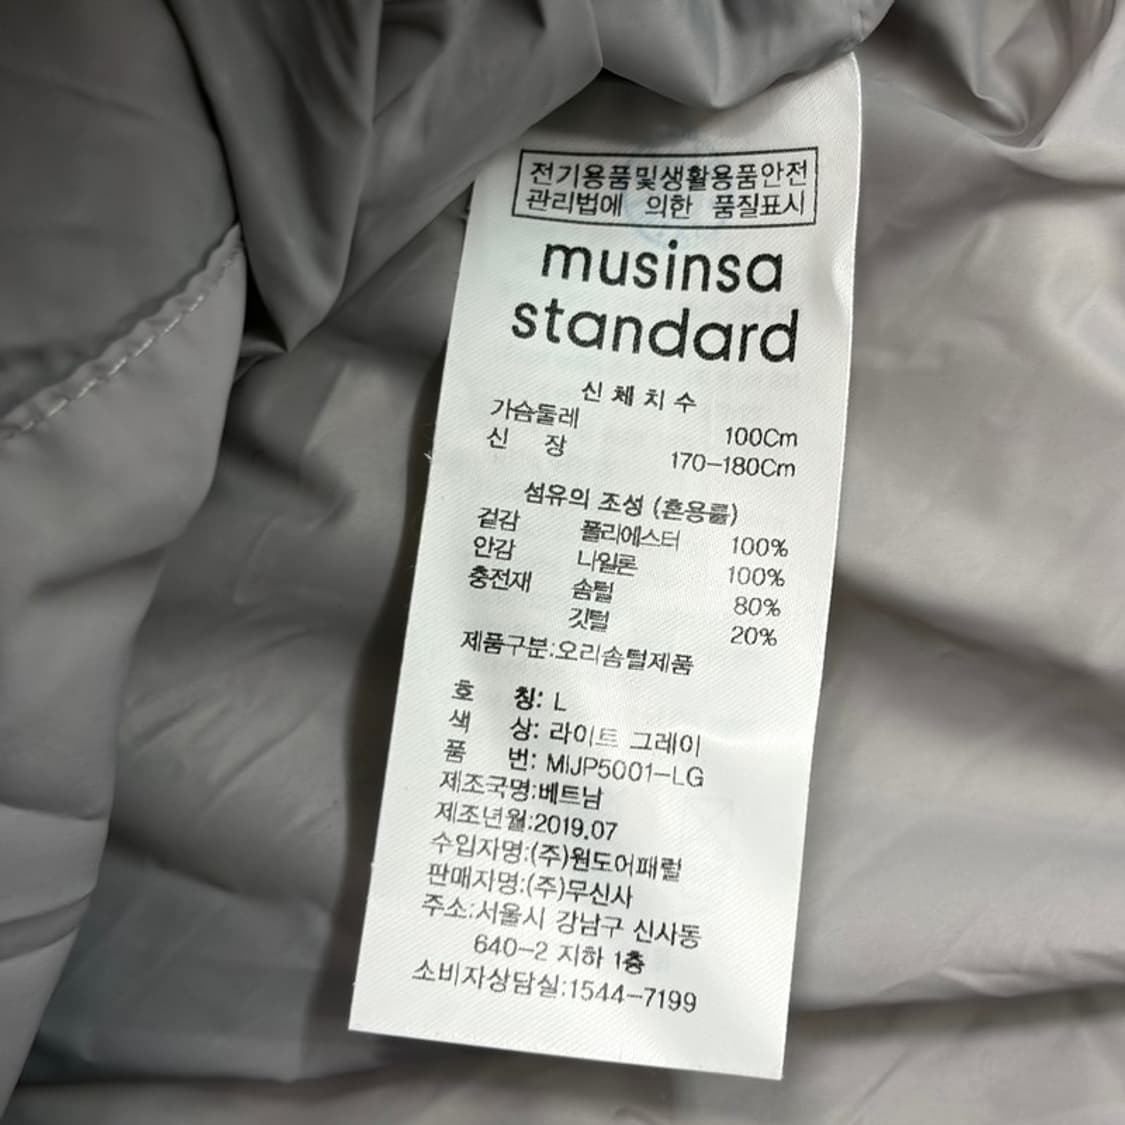 전기용품및생활용품안전
관리법에 의한 품질표시
musinsa
standard
신체치수
가슴둘레 100Cm
신 장 170-180Cm
섬유의 조성 (혼용률)
겉감 폴리에스터 100%
안감 나일론 100%
충전재 솜털 80%
깃털 20%
제품구분:오리솜털제품
호 칭: L
색 상: 라이트 그레이
품 번: MIJP5001-LG
제조국명:베트남
제조년월:2019.07
수입자명:(주)원도어패럴
판매자명:(주)무신사
주소:서울시 강남구 신사동
640-2 지하 1층
소비자상담실:1544-7199